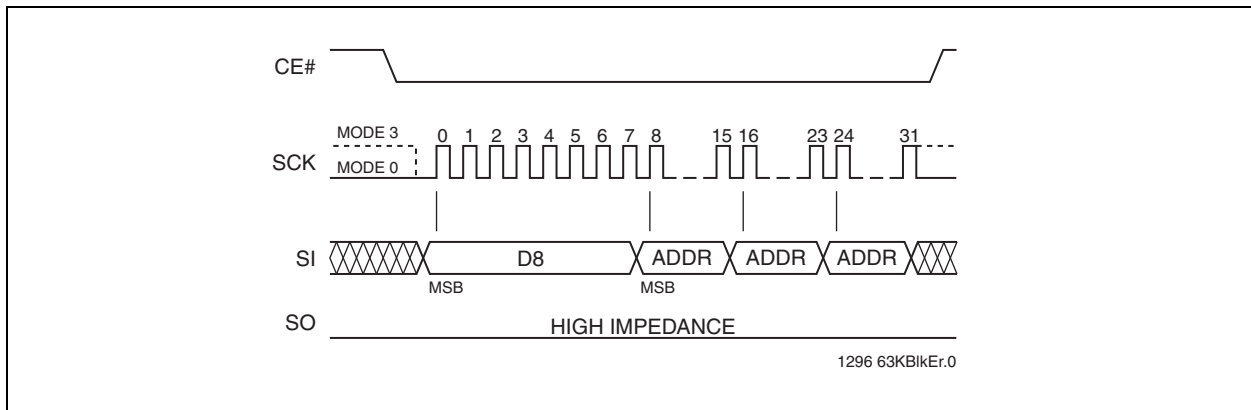 CE#
MODE 3
0 1 2 3 4 5 6 7 8 15 16 23 24 31
SCK
MODE 0
SI
D8 ADDR ADDR ADDR
MSB MSB
SO
HIGH IMPEDANCE
1296 63KBlkEr.0